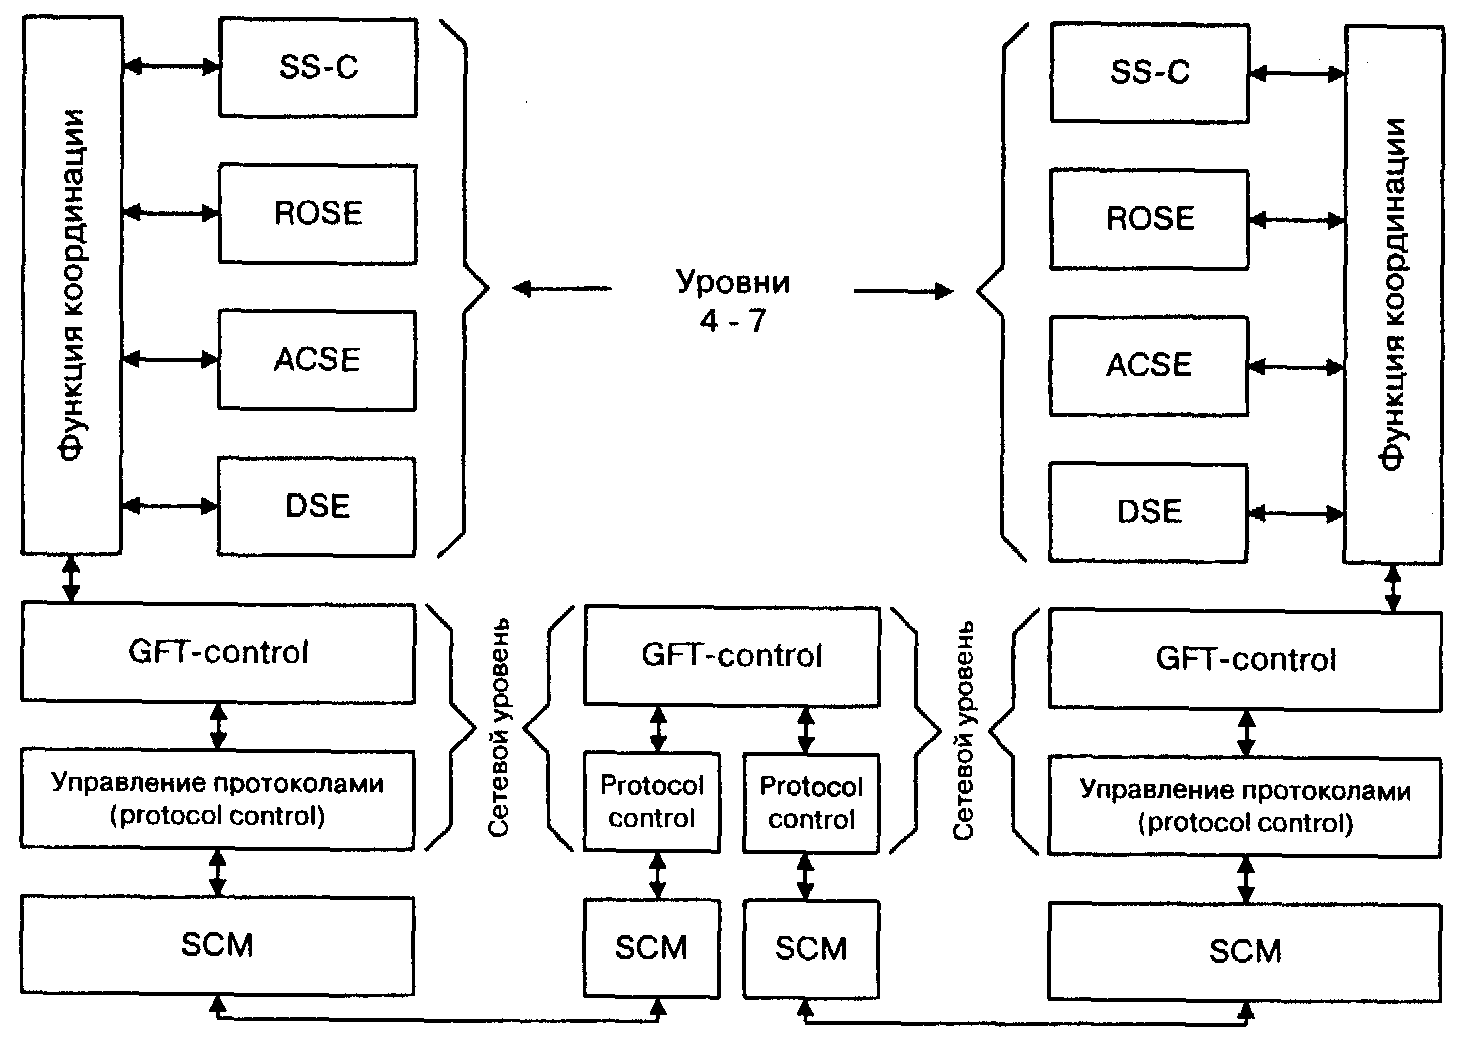 Функция координации
SS-C
ROSE
ACSE
DSE
Уровни
4 - 7
SS-C
ROSE
ACSE
DSE
Функция координации
GFT-control
Управление протоколами
(protocol control)
SCM
Сетевой уровень
GFT-control
Protocol
control
Protocol
control
SCM
SCM
Сетевой уровень
GFT-control
Управление протоколами
(protocol control)
SCM